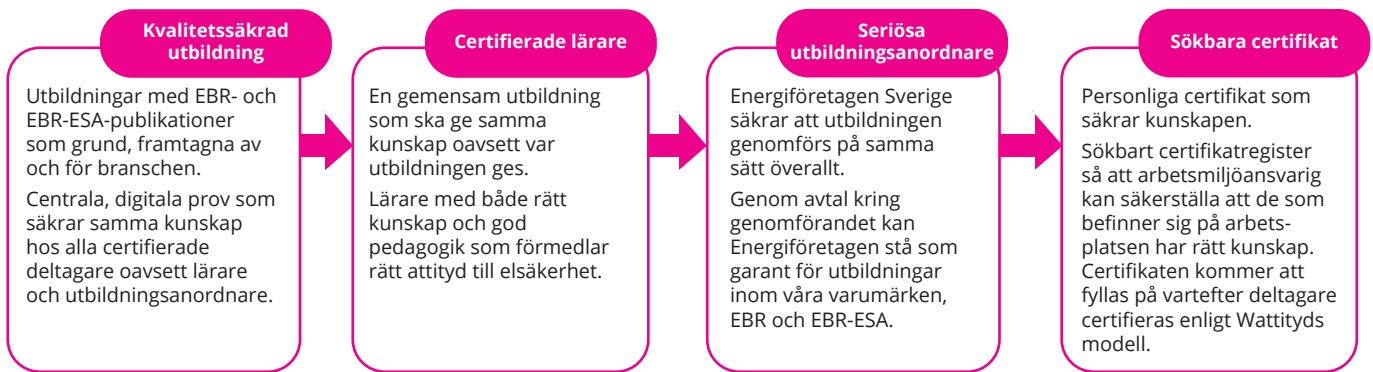 Kvalitetssäkrad
utbildning
Utbildningar med EBR- och
EBR-ESA-publikationer
som grund, framtagna av
och för branschen.
Centrala, digitala prov som
säkrar samma kunskap
hos alla certifierade
deltagare oavsett lärare
och utbildningsanordnare.
Certifierade lärare
En gemensam utbildning
som ska ge samma
kunskap oavsett var
utbildningen ges.
Lärare med både rätt
kunskap och god
pedagogik som förmedlar
rätt attityd till elsäkerhet.
Seriösa
utbildningsanordnare
Energiföretagen Sverige
säkrar att utbildningen
genomförs på samma
sätt överallt.
Genom avtal kring
genomförandet kan
Energiföretagen stå som
garant för utbildningar
inom våra varumärken,
EBR och EBR-ESA.
Sökbara certifikat
Personliga certifikat som
säkrar kunskapen.
Sökbart certifikatregister
så att arbetsmiljöansvarig
kan säkerställa att de som
befinner sig på arbets-
platsen har rätt kunskap.
Certifikaten kommer att
fyllas på vartefter deltagare
certifieras enligt Wattityds
modell.